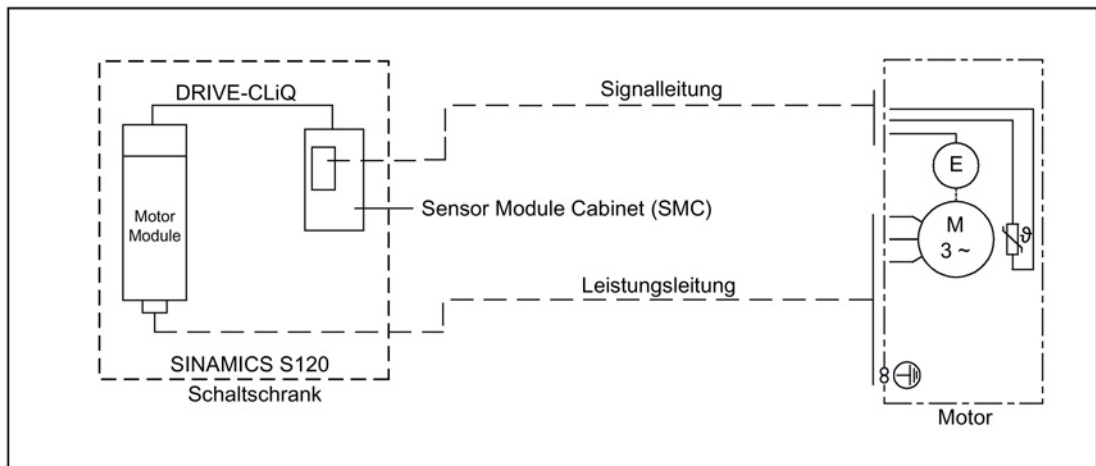 DRIVE-CLiQ
Signalleitung
E
Motor
Module
Sensor Module Cabinet (SMC)
M
3 ~
ϑ
Leistungsleitung
SINAMICS S120
Schaltschrank
Motor